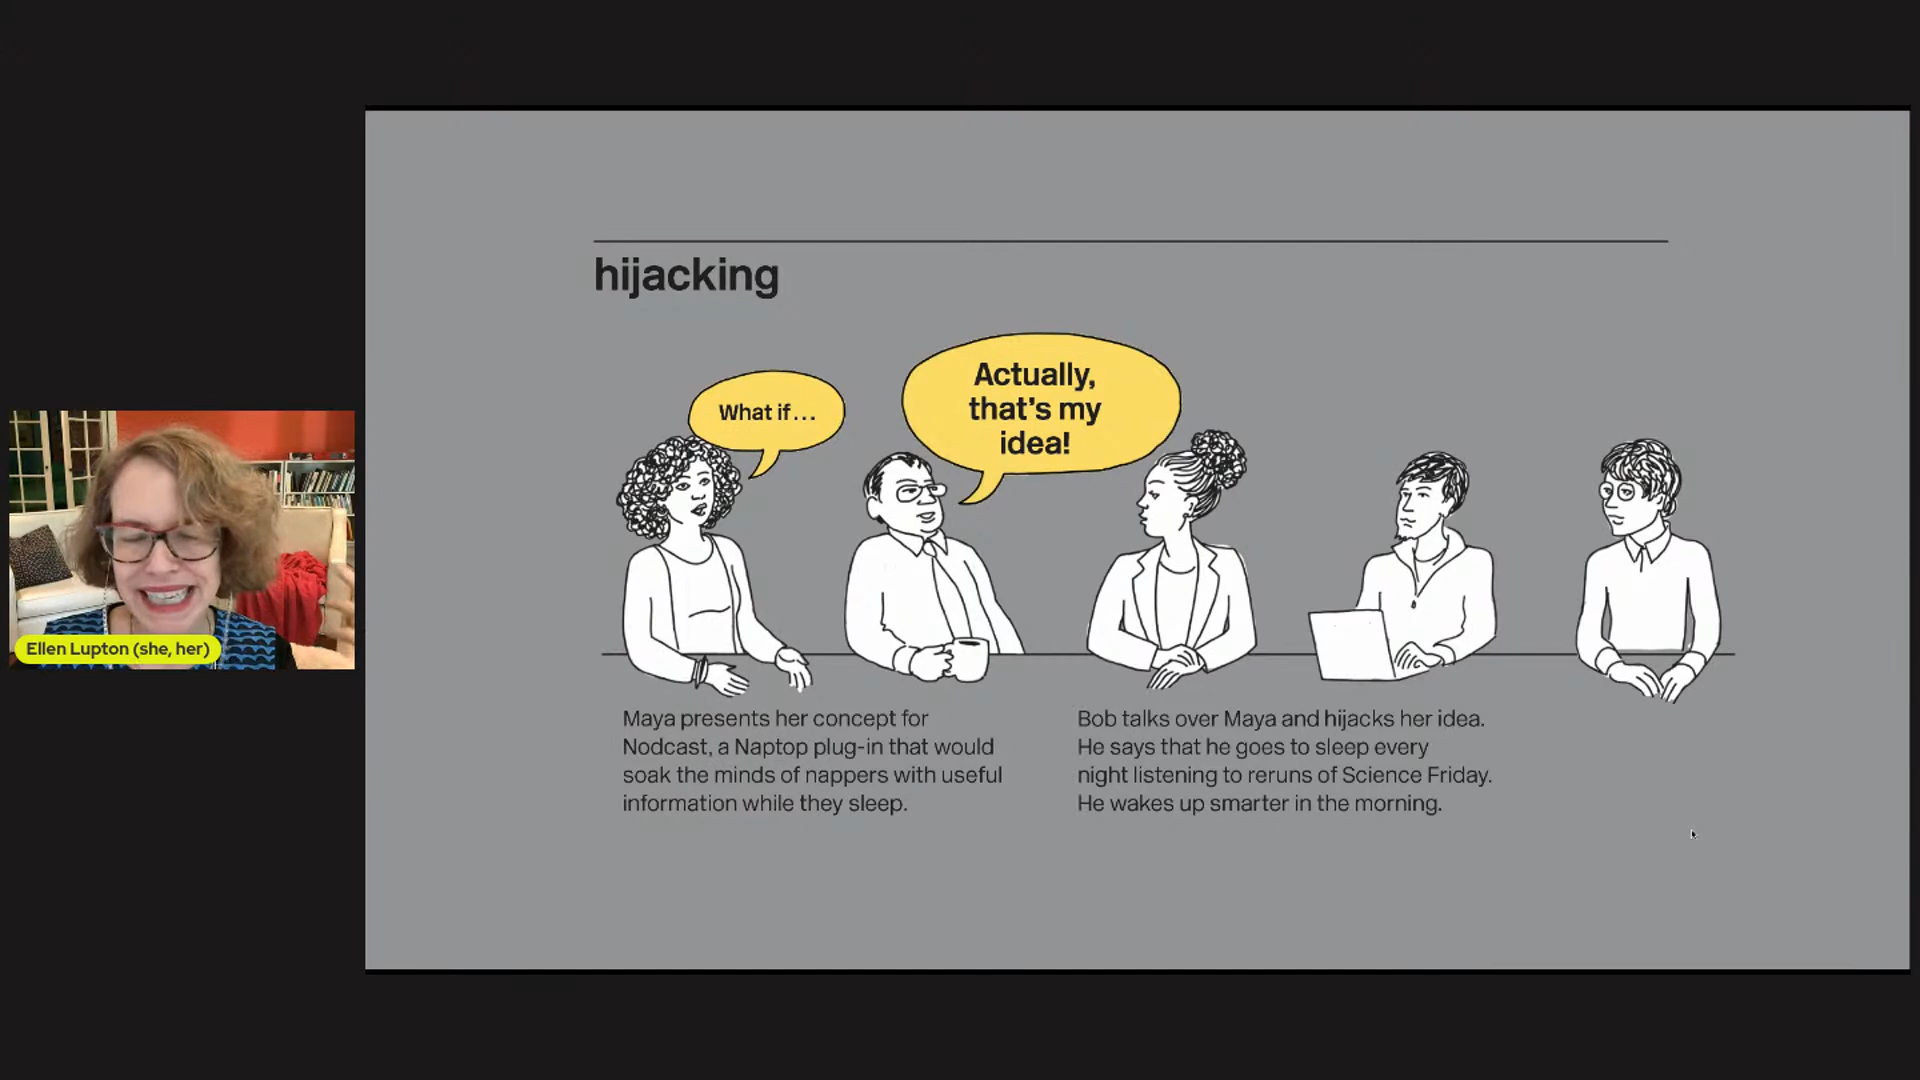 hijacking
What if...
Actually,
that's my
idea!
Ellen Lupton (she, her)
Maya presents her concept for
Nodcast, a Naptop plug-in that would
soak the minds of nappers with useful
information while they sleep.
Bob talks over Maya and hijacks her idea.
He says that he goes to sleep every
night listening to reruns of Science Friday.
He wakes up smarter in the morning.